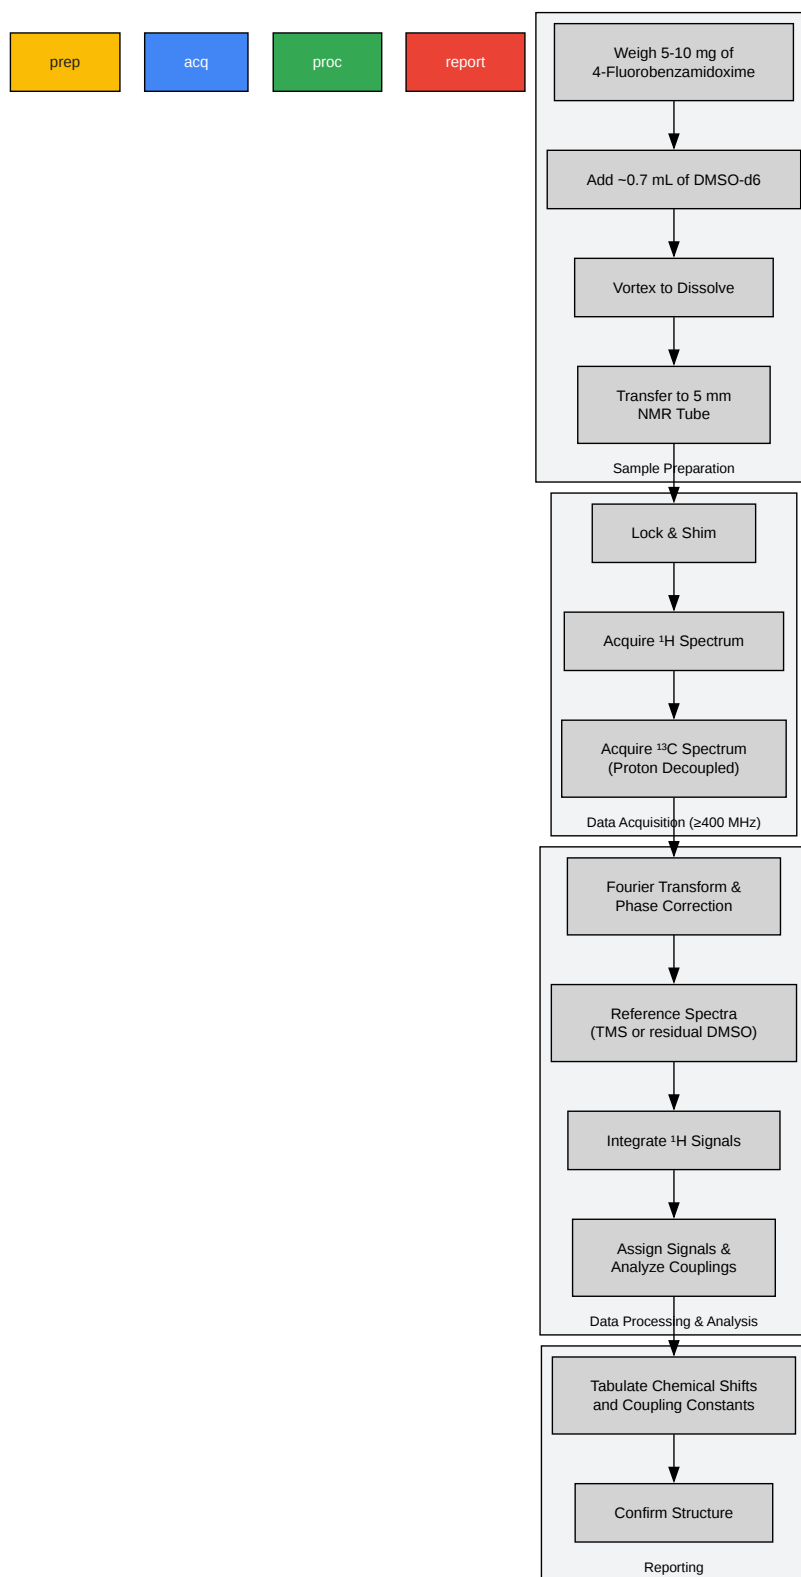 prep
acq
proc
report
Weigh 5-10 mg of
4-Fluorobenzamidoxime
Add ~0.7 mL of DMSO-d6
Vortex to Dissolve
Transfer to 5 mm
NMR Tube
Sample Preparation
Lock & Shim
Acquire ¹H Spectrum
Acquire ¹³C Spectrum
(Proton Decoupled)
Data Acquisition (≥400 MHz)
Fourier Transform &
Phase Correction
Reference Spectra
(TMS or residual DMSO)
Integrate ¹H Signals
Assign Signals &
Analyze Couplings
Data Processing & Analysis
Tabulate Chemical Shifts
and Coupling Constants
Confirm Structure
Reporting